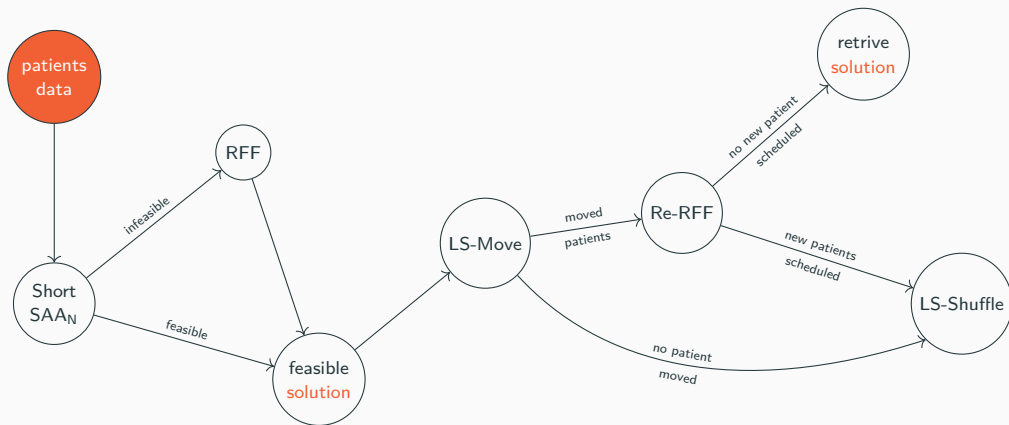 patients
data
Short
SAA_N
infeasible
feasible
RFF
feasible
solution
LS-Move
moved
patients
no patient
moved
Re-RFF
no new patient
scheduled
new patients
scheduled
retrive
solution
LS-Shuffle